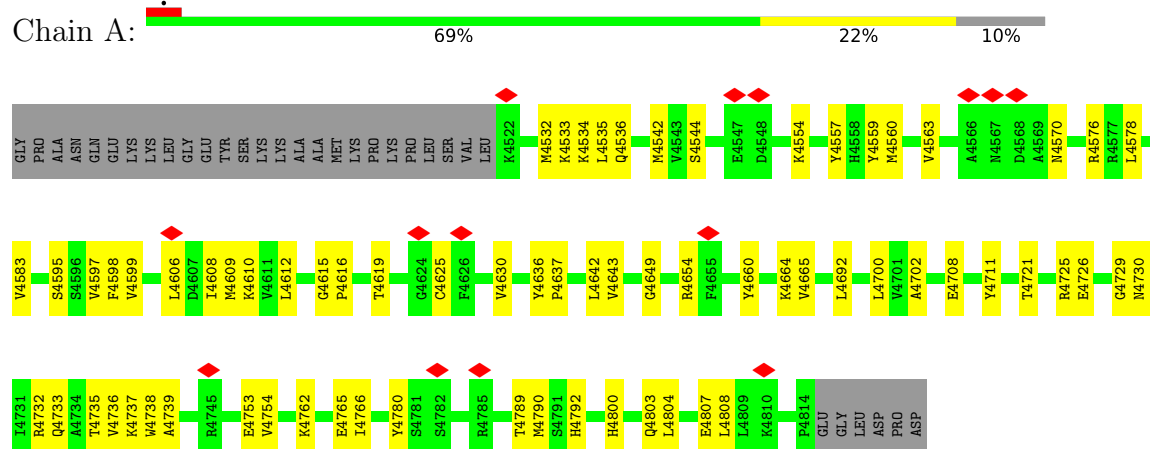 Chain A:
69% 22% 10%
GLY PRO ALA ASN GLN GLU LYS LYS LEU GLY GLU TYR SER LYS LYS ALA ALA MET LYS PRO LYS PRO LEU SER VAL LEU K4522 M4532 K4533 K4534 L4535 Q4536 M4542 V4543 S4544 E4547 D4548 K4554 Y4557 H4558 Y4559 M4560 V4563 A4566 N4567 D4568 A4569 N4570 R4576 R4577 L4578
V4583 S4595 S4596 V4597 F4598 V4599 L4606 D4607 I4608 M4609 K4610 V4611 L4612 G4615 P4616 T4619 G4624 C4625 F4626 V4630 Y4636 P4637 L4642 V4643 G4649 R4654 F4655 Y4660 K4664 V4665 L4692 L4700 V4701 A4702 E4708 Y4711 T4721 R4725 E4726 G4729 N4730
I4731 R4732 Q4733 A4734 T4735 V4736 K4737 W4738 A4739 R4745 E4753 V4754 K4762 E4765 I4766 Y4780 S4781 S4782 R4785 T4789 M4790 S4791 H4792 H4800 Q4803 L4804 E4807 L4808 L4809 K4810 P4814 GLU GLY LEU ASP PRO ASP